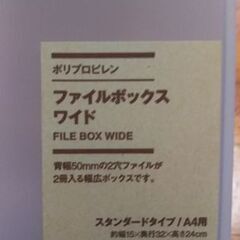 ポリプロピレン
ファイルボックス
ワイド
FILE BOX WIDE
背幅50mmの2穴ファイルが
2冊入る幅広ボックスです。
スタンダードタイプ/A4用
約幅15×奥行32×高さ24cm